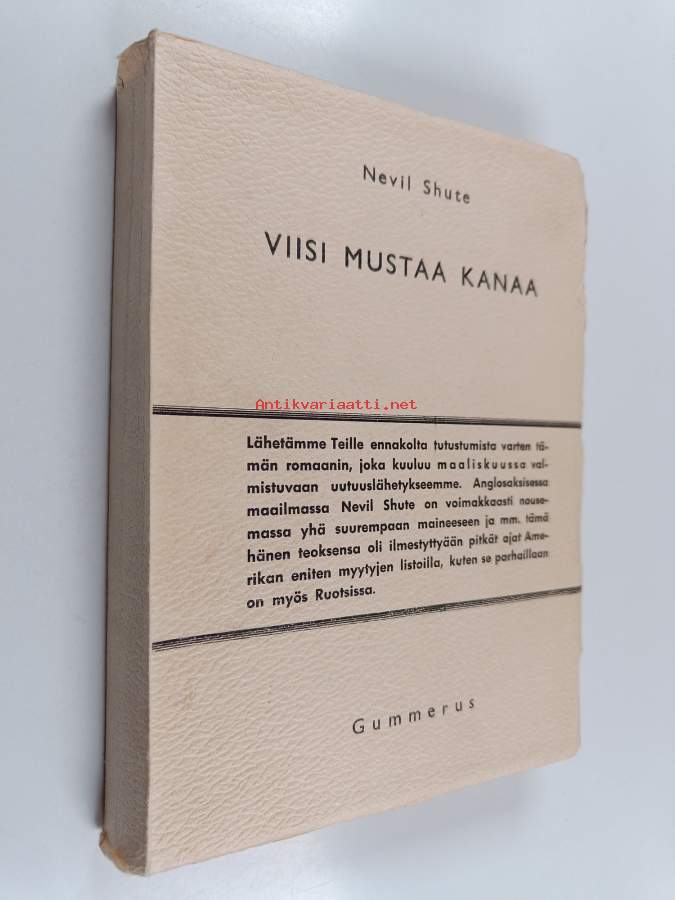 Nevil Shute
VIISI MUSTAA KANAA
Antikvariaatti.net
Lähetämme Teille ennakolta tutustumista varten tä-
män romaanin, joka kuuluu maaliskuussa val-
mistuvaan uutuuslähetykseemme. Anglosaksisessa
maailmassa Nevil Shute on voimakkaasti nouse-
massa yhä suurempaan maineeseen ja mm. tämä
hänen teoksensa oli ilmestyttyään pitkät ajat Ame-
rikan eniten myytyjen listoilla, kuten se parhaillaan
on myös Ruotsissa.
Gummerus